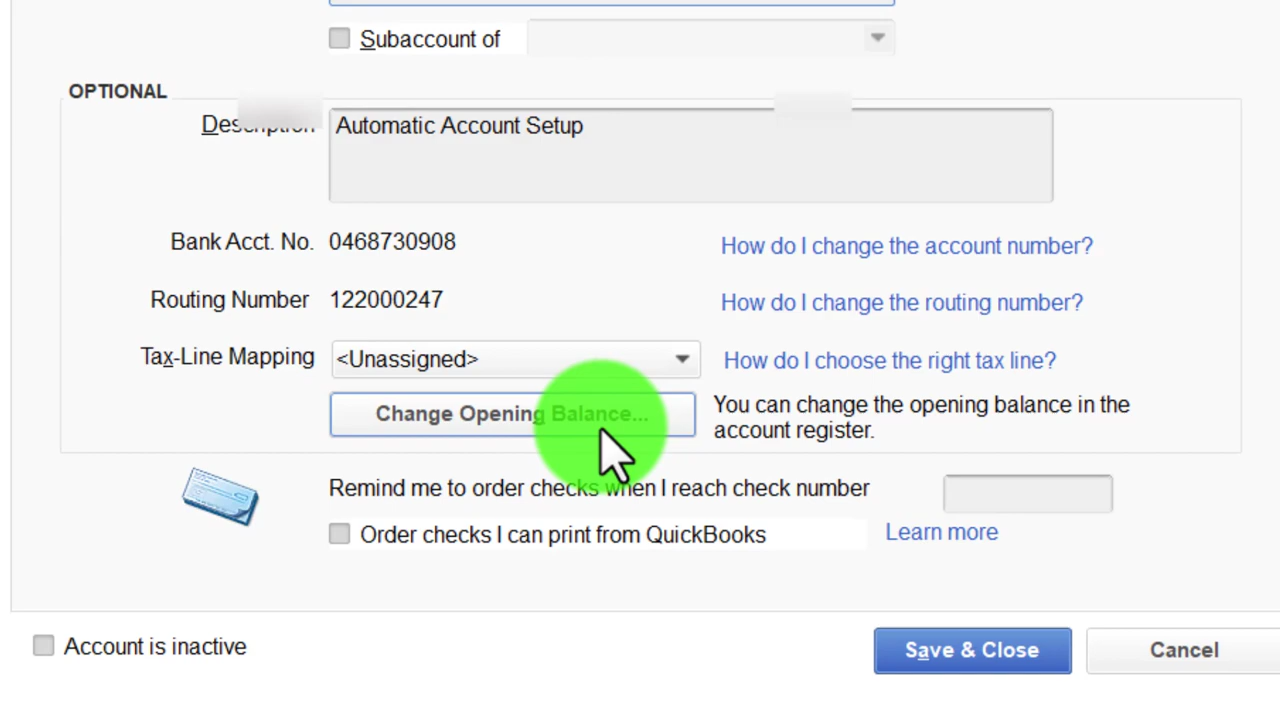 Subaccount of
OPTIONAL
Description Automatic Account Setup
Bank Acct. No. 0468730908 How do I change the account number?
Routing Number 122000247 How do I change the routing number?
Tax-Line Mapping <Unassigned> How do I choose the right tax line?
Change Opening Balance... You can change the opening balance in the
account register.
Remind me to order checks when I reach check number
Order checks I can print from QuickBooks Learn more
Account is inactive Save & Close Cancel